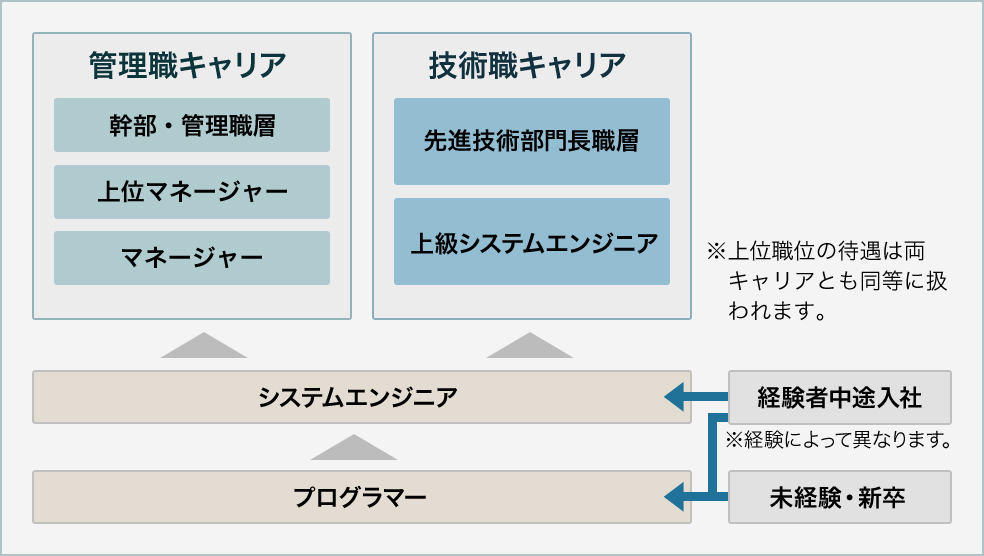 管理職キャリア
幹部・管理職層
上位マネージャー
マネージャー
技術職キャリア
先進技術部門長職層
上級システムエンジニア
※上位職位の待遇は両
キャリアとも同等に扱
われます。
システムエンジニア
経験者中途入社
※経験によって異なります。
プログラマー
未経験・新卒